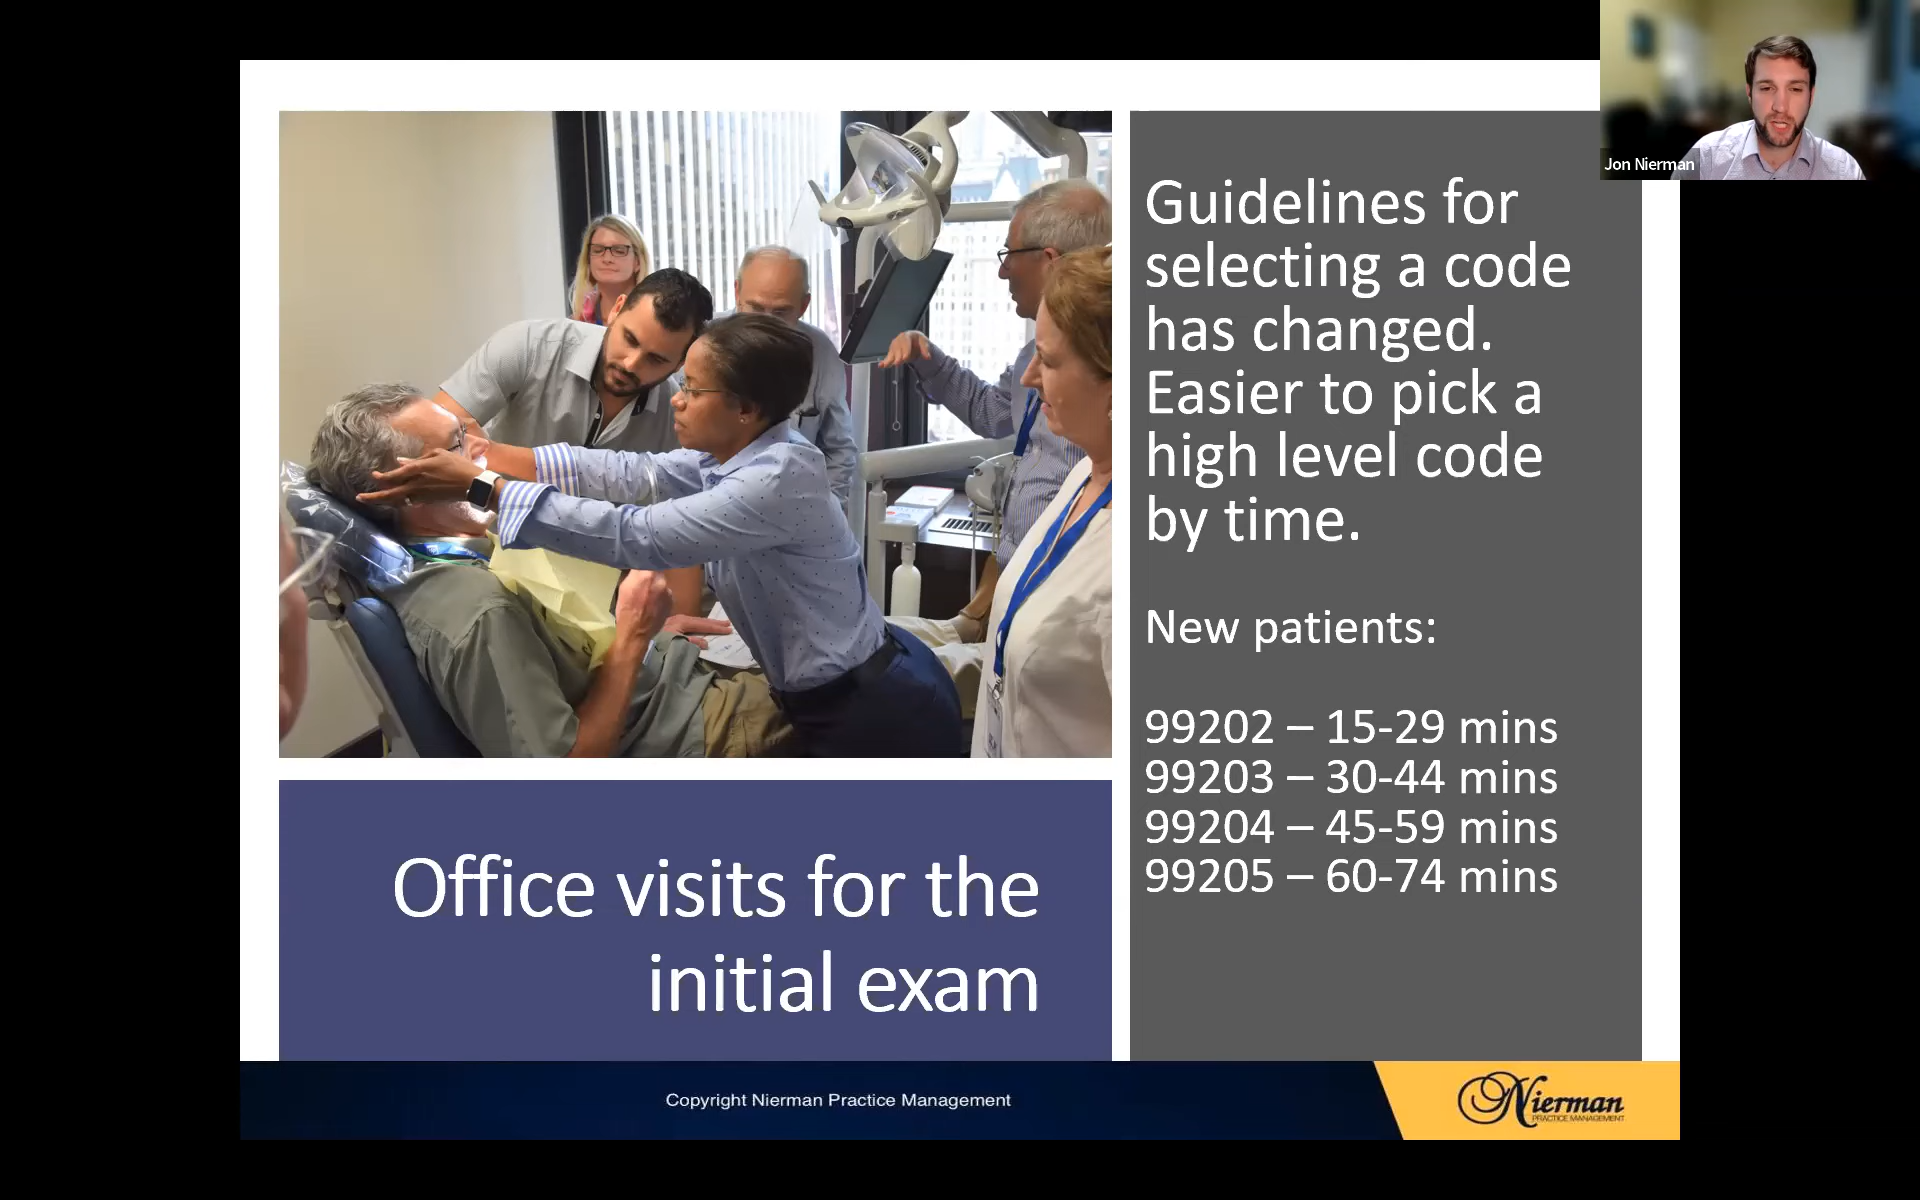 Jon Nierman
Guidelines for
selecting a code
has changed.
Easier to pick a
high level code
by time.
New patients:
99202 – 15-29 mins
99203 – 30-44 mins
99204 – 45-59 mins
99205 – 60-74 mins
Office visits for the
initial exam
Copyright Nierman Practice Management
Nierman
PRACTICE MANAGEMENT